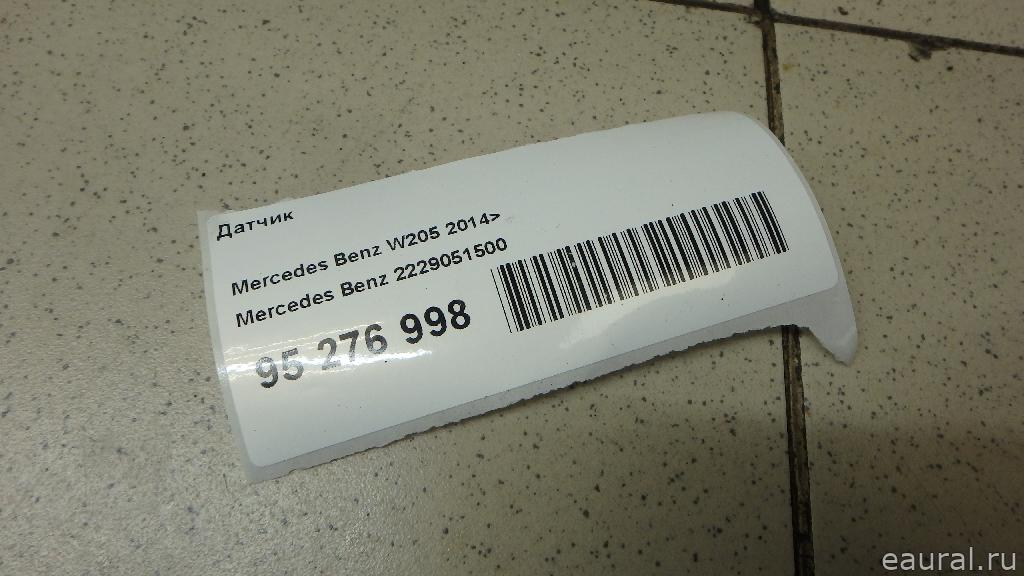 Датчик
Mercedes Benz W205 2014>
Mercedes Benz 2229051500
95 276 998
eaural.ru